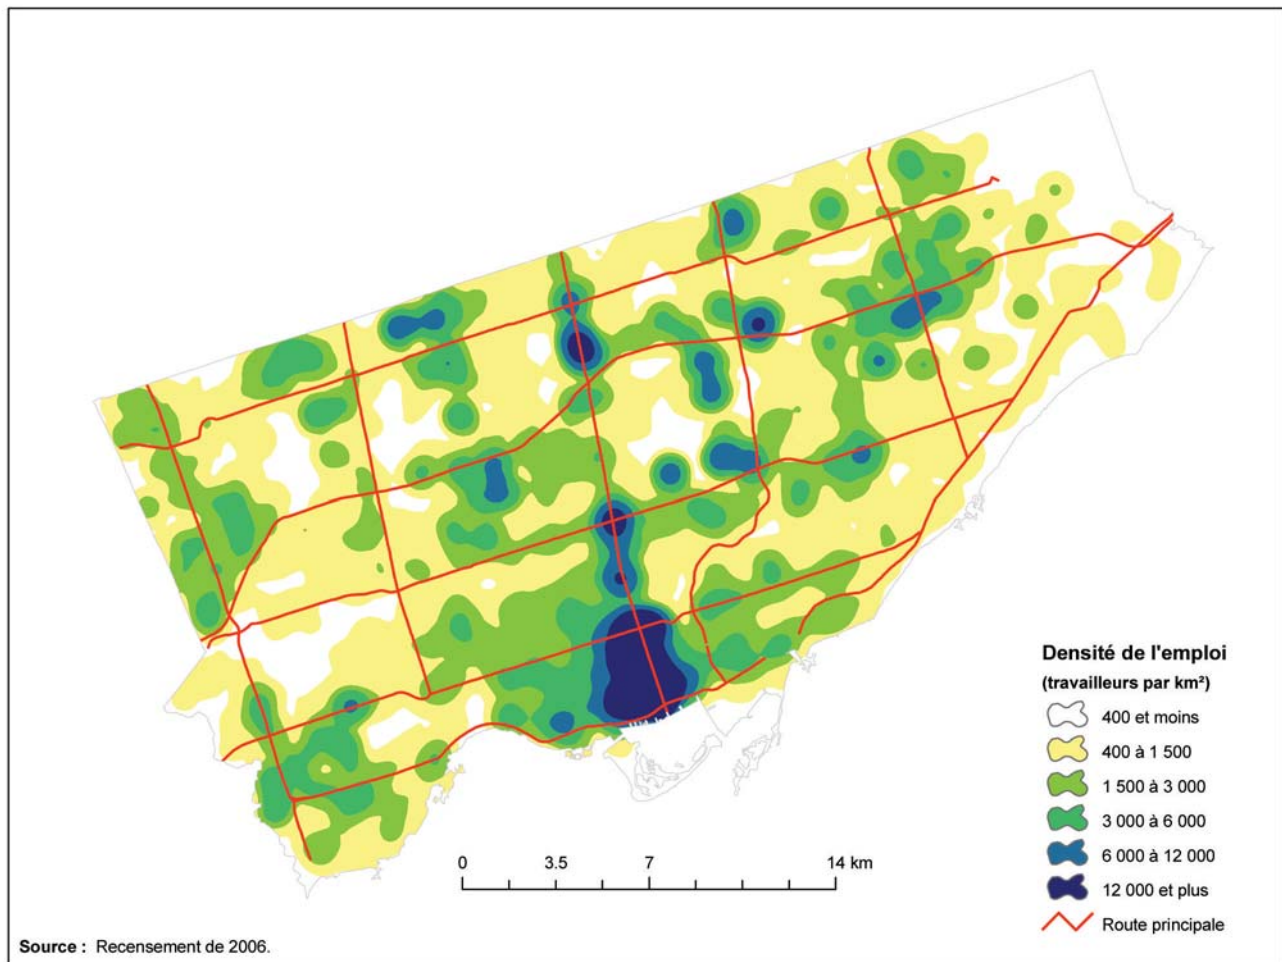 Densité de l'emploi
(travailleurs par km²)
400 et moins
400 à 1 500
1 500 à 3 000
3 000 à 6 000
6 000 à 12 000
12 000 et plus
Route principale
0 3.5 7 14 km
Source : Recensement de 2006.